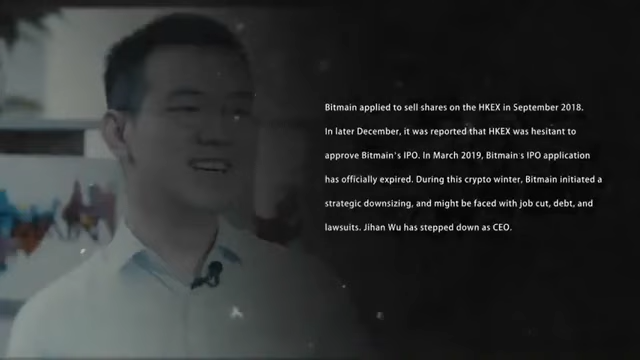 Bitmain applied to sell shares on the HKEX in September 2018.
In later December, it was reported that HKEX was hesitant to
approve Bitmain's IPO. In March 2019, Bitmain's IPO application
has officially expired. During this crypto winter, Bitmain initiated a
strategic downsizing, and might be faced with job cut, debt, and
lawsuits. Jihan Wu has stepped down as CEO.